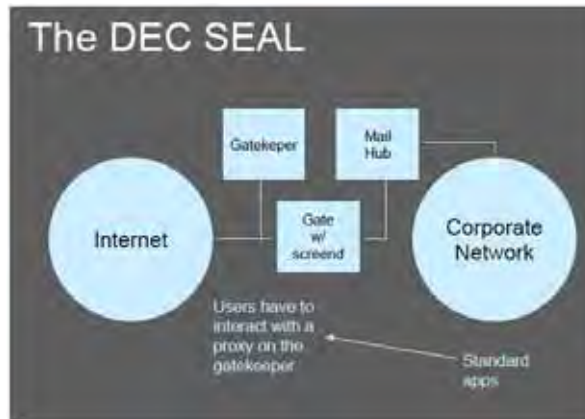 The DEC SEAL
Gatekeper
Mail
Hub
Internet
Gate
w/
screend
Corporate
Network
Users have to
interact with a
proxy on the
gatekeeper
Standard
apps